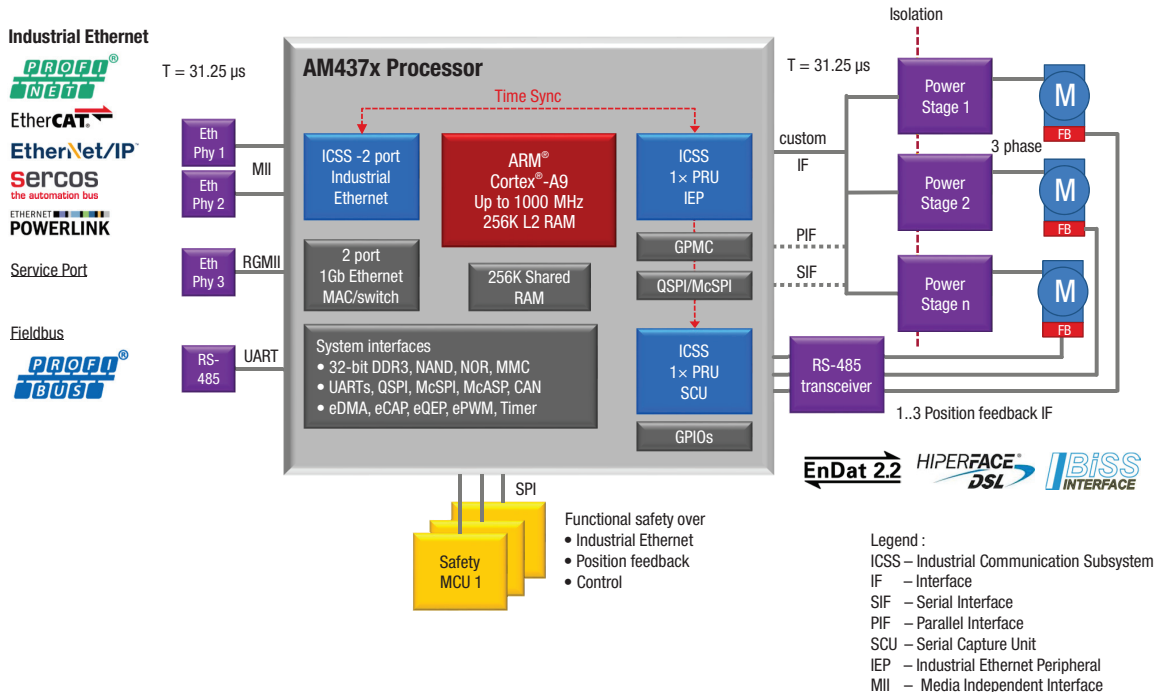 Industrial Ethernet
PROFI®
NET
EtherCAT®
EtherNet/IP™
sercos
the automation bus
ETHERNET
POWERLINK
Service Port
Fieldbus
PROFI®
BUS
T = 31.25 µs
Eth
Phy 1
Eth
Phy 2
MII
Eth
Phy 3
RGMII
RS-
485
UART
AM437x Processor
Time Sync
ICSS -2 port
Industrial
Ethernet
ARM®
Cortex®-A9
Up to 1000 MHz
256K L2 RAM
ICSS
1× PRU
IEP
2 port
1Gb Ethernet
MAC/switch
256K Shared
RAM
GPMC
QSPI/McSPI
System interfaces
• 32-bit DDR3, NAND, NOR, MMC
• UARTs, QSPI, McSPI, McASP, CAN
• eDMA, eCAP, eQEP, ePWM, Timer
ICSS
1× PRU
SCU
GPIOs
T = 31.25 µs
custom
IF
PIF
SIF
Isolation
Power
Stage 1
Power
Stage 2
Power
Stage n
3 phase
M
FB
M
FB
M
FB
RS-485
transceiver
1..3 Position feedback IF
EnDat 2.2
HIPERFACE®
DSL
BiSS
INTERFACE
SPI
Safety
MCU 1
Functional safety over
• Industrial Ethernet
• Position feedback
• Control
Legend :
ICSS – Industrial Communication Subsystem
IF – Interface
SIF – Serial Interface
PIF – Parallel Interface
SCU – Serial Capture Unit
IEP – Industrial Ethernet Peripheral
MII – Media Independent Interface